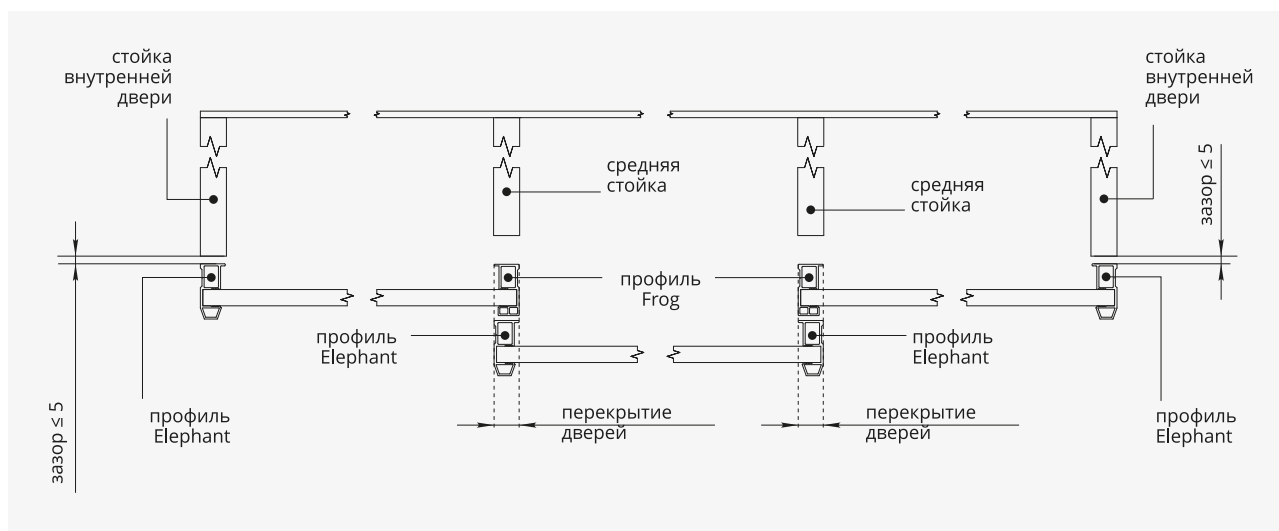 стойка
внутренней
двери
стойка
внутренней
двери
средняя
стойка
средняя
стойка
зазор ≤ 5
профиль
Frog
профиль
Elephant
профиль
Elephant
зазор ≤ 5
профиль
Elephant
перекрытие
дверей
перекрытие
дверей
профиль
Elephant